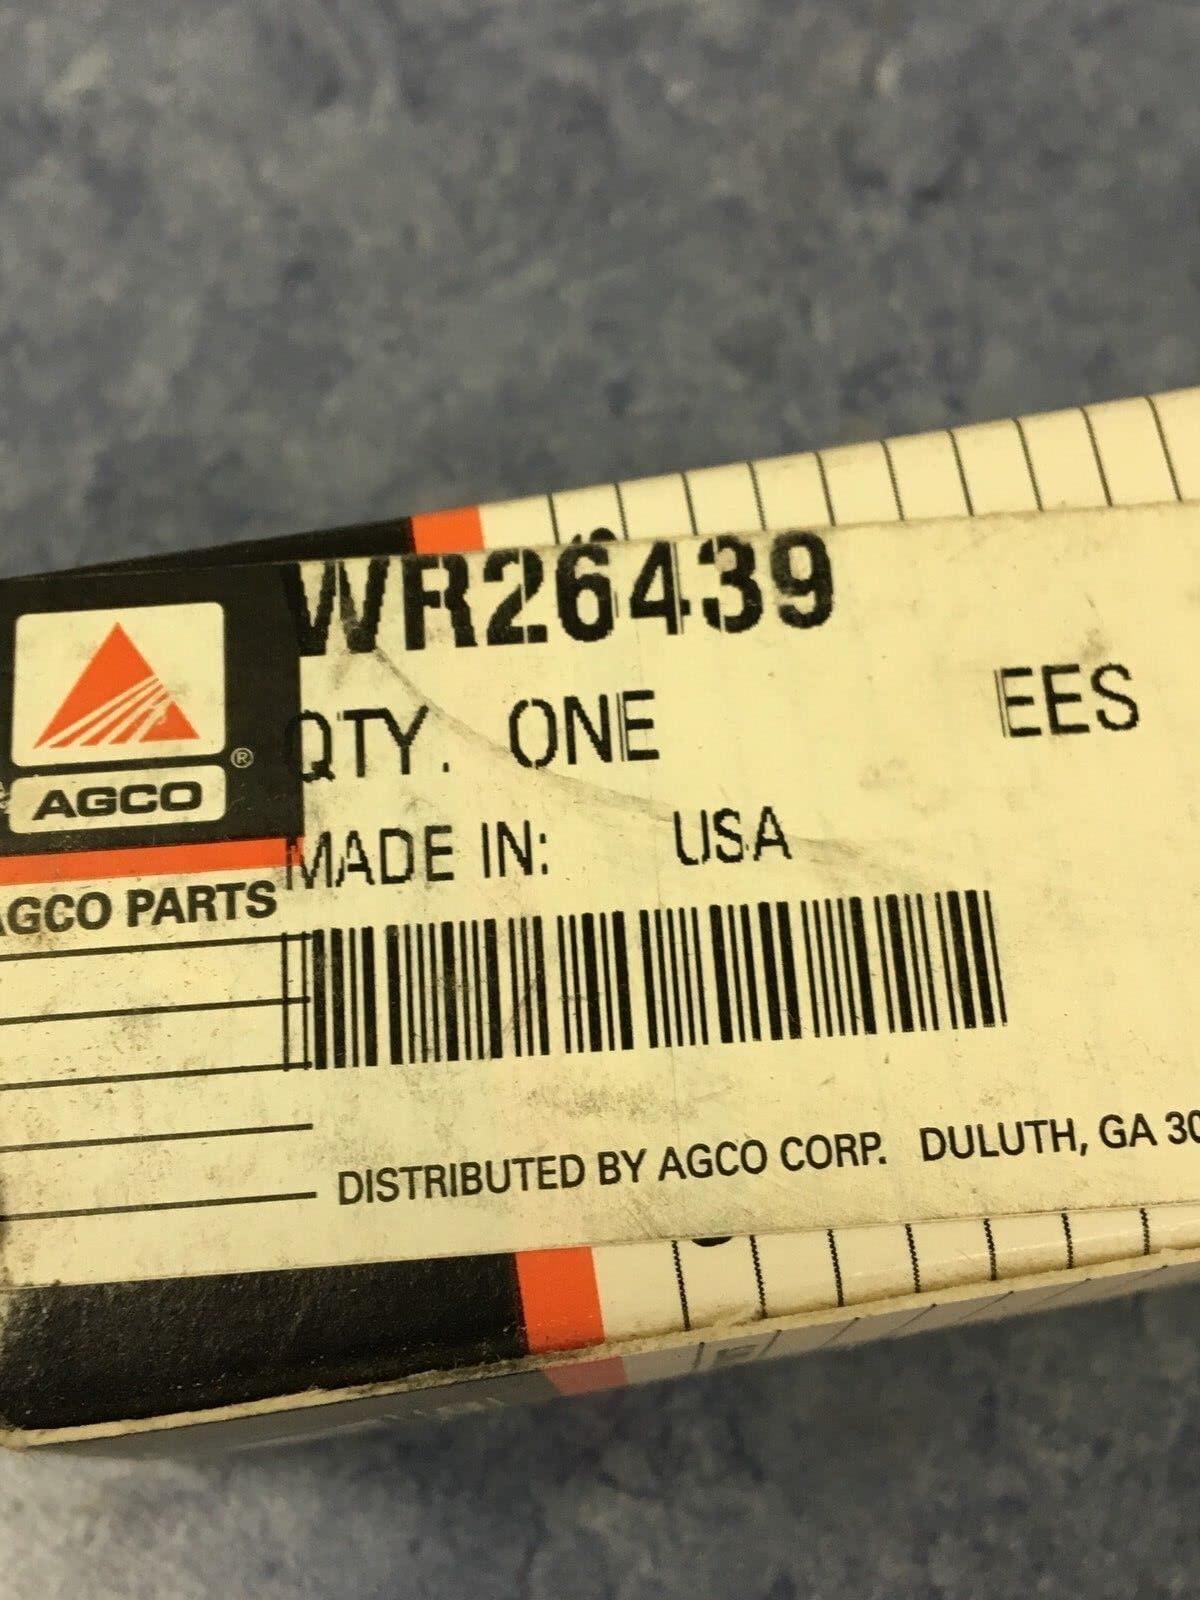 WR26439
QTY. ONE EES
MADE IN: USA
AGCO®
AGCO PARTS
DISTRIBUTED BY AGCO CORP. DULUTH, GA 30